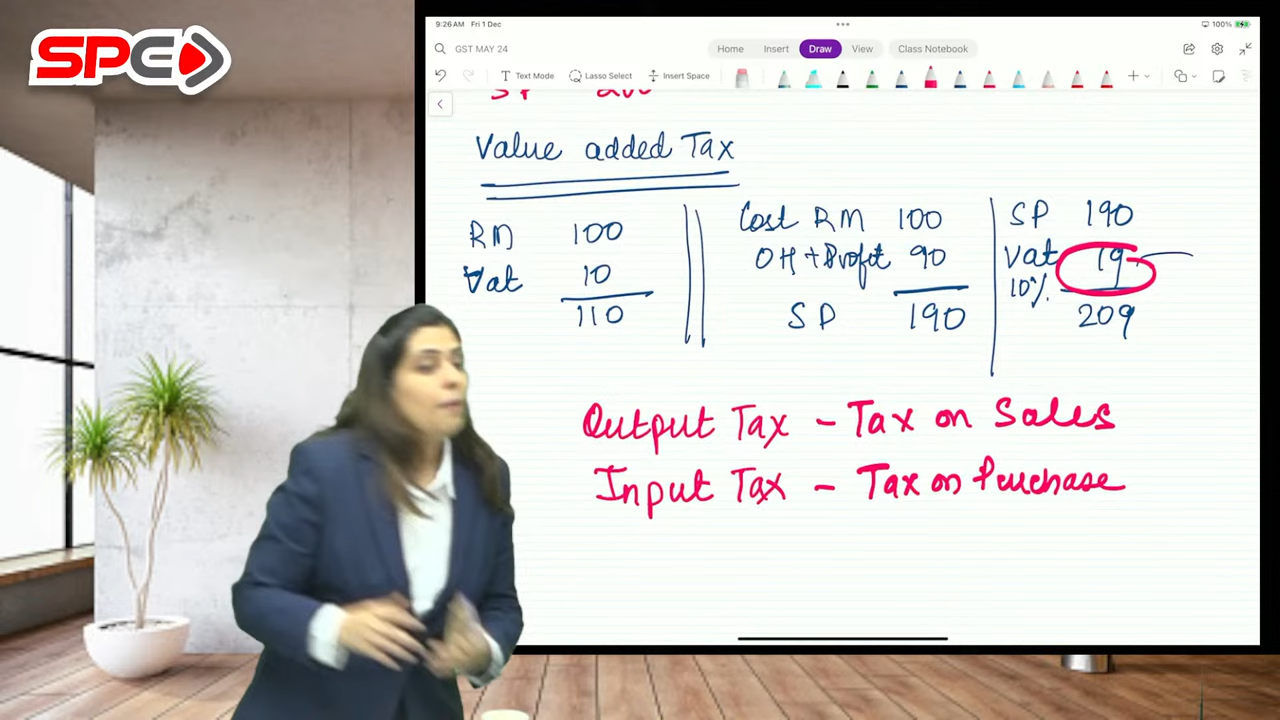 SPED
9:26 AM Fri 1 Dec
100%
GST MAY 24
Home Insert Draw View Class Notebook
Text Mode Lasso Select Insert Space
SP
Value added Tax
RM 100
Vat 10
110
Cost RM 100
OH + Profit 90
SP 190
SP 190
Vat 19
10%
209
Output Tax – Tax on Sales
Input Tax – Tax on Purchase